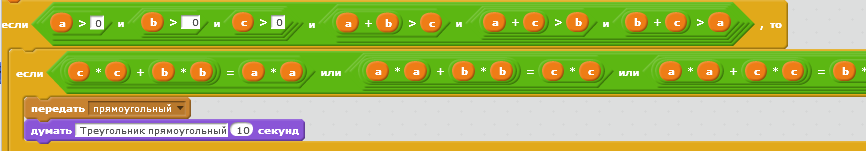 если a > 0 и b > 0 и c > 0 и a + b > c и a + c > b и b + c > a , то
если c * c + b * b = a * a или a * a + b * b = c * c или a * a + c * c = b *
передать прямоугольный
думать Треугольник прямоугольный 10 секунд